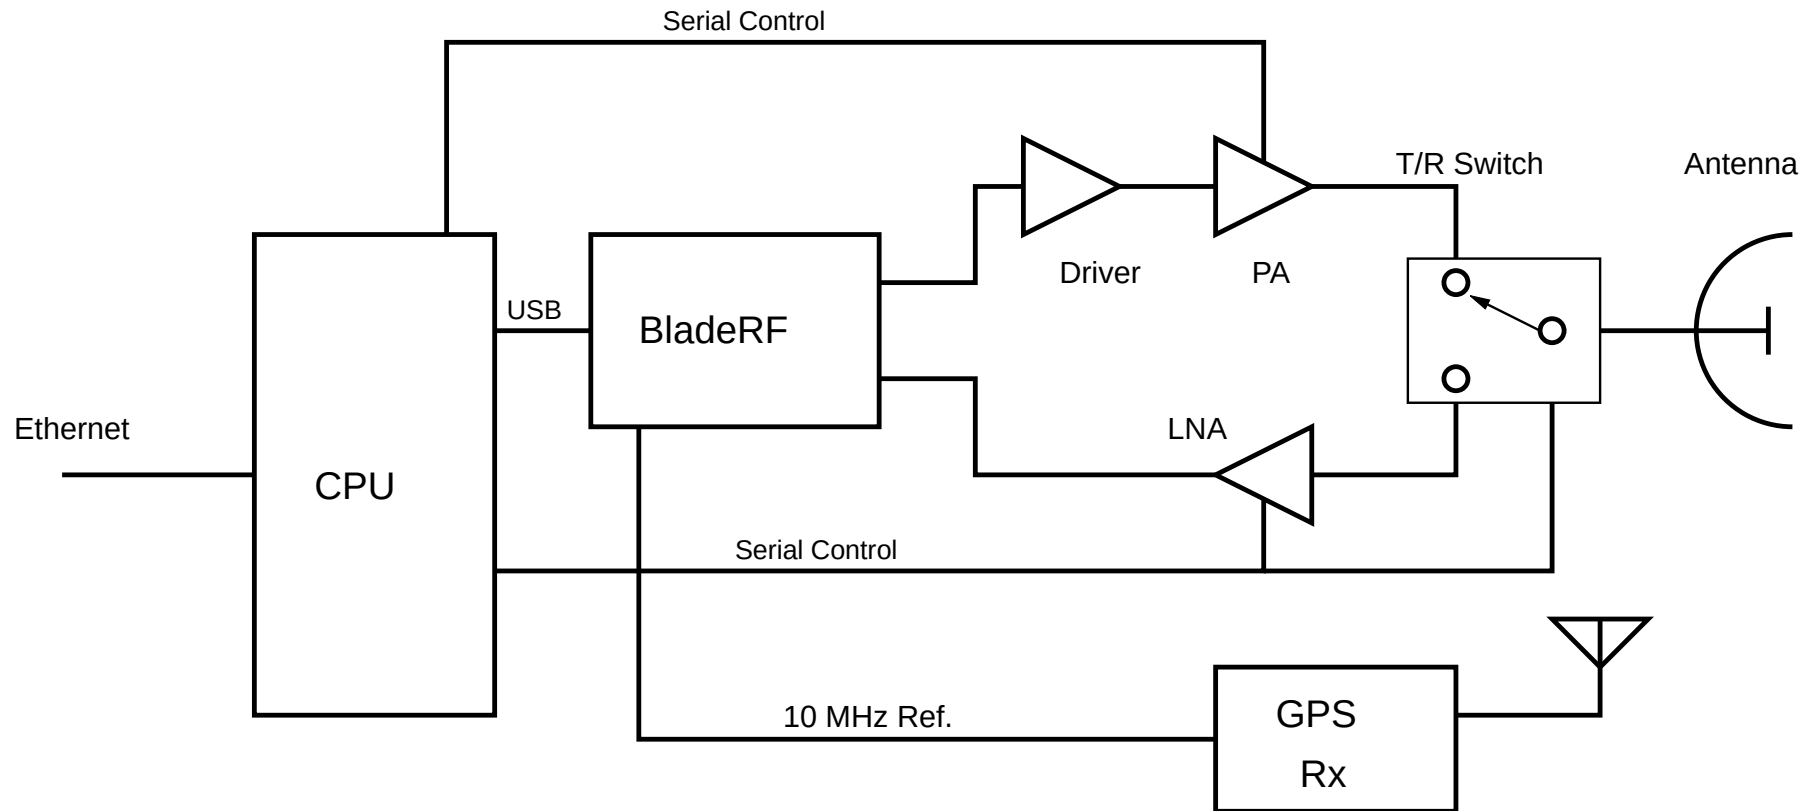 Serial Control
T/R Switch
Antenna
Driver
PA
USB
BladeRF
Ethernet
LNA
CPU
Serial Control
10 MHz Ref.
GPS
Rx